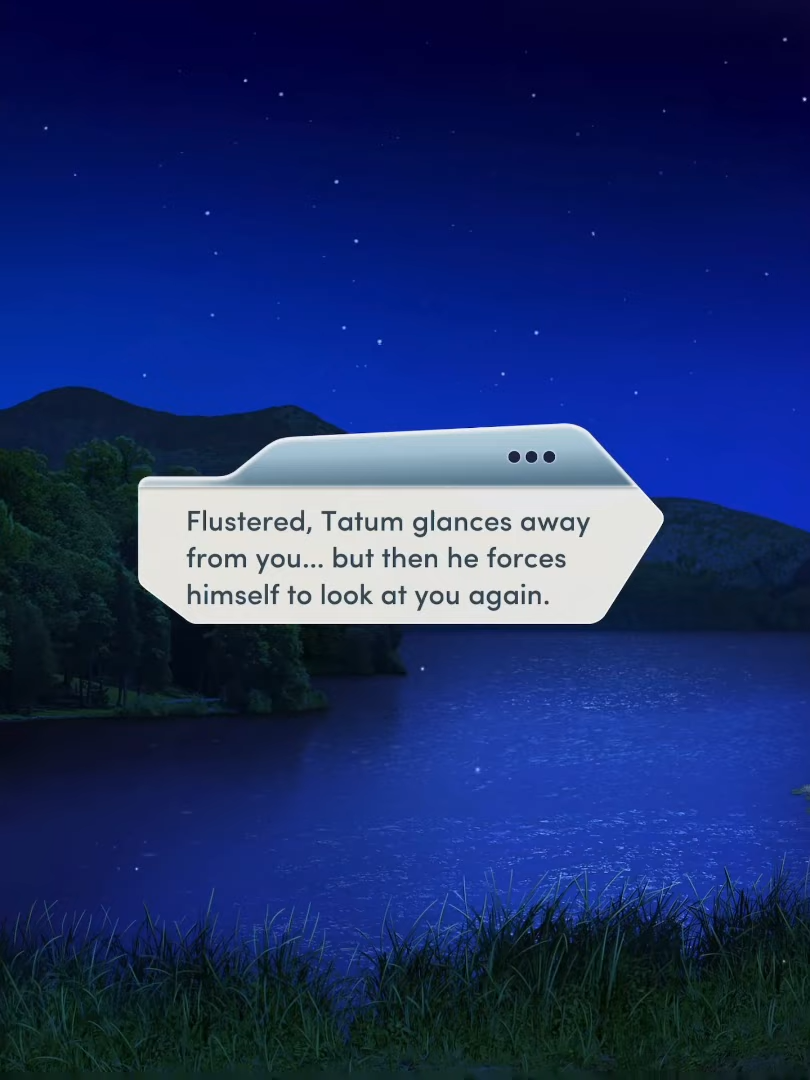 Flustered, Tatum glances away
from you... but then he forces
himself to look at you again.